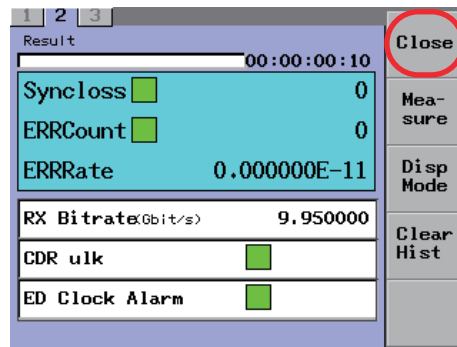 1 2 3
Result
00:00:00:10
Syncloss 0
ERRCount 0
ERRRate 0.000000E-11
RX Bitrate(Gbit/s) 9.950000
CDR ulk
ED Clock Alarm
Close
Mea-
sure
Disp
Mode
Clear
Hist